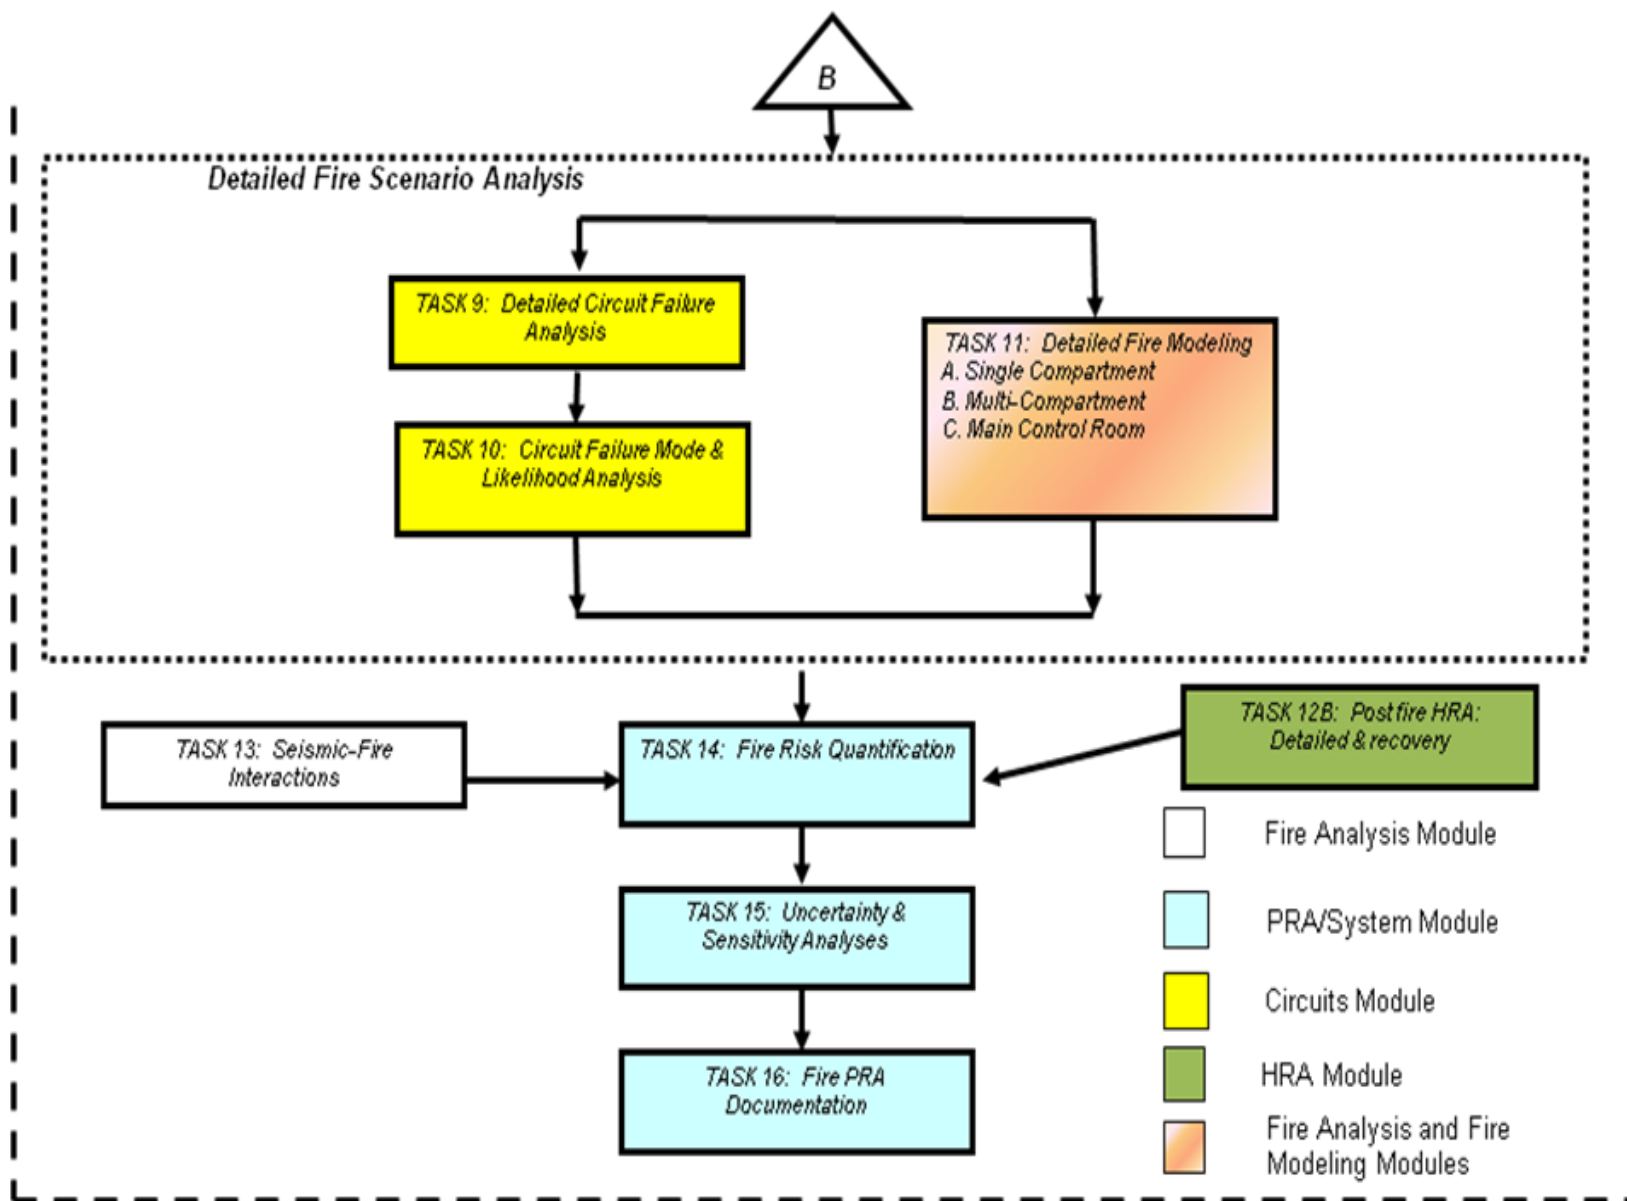 B
Detailed Fire Scenario Analysis
TASK 9: Detailed Circuit Failure
Analysis
TASK 10: Circuit Failure Mode &
Likelihood Analysis
TASK 11: Detailed Fire Modeling
A. Single Compartment
B. Multi-Compartment
C. Main Control Room
TASK 13: Seismic-Fire
Interactions
TASK 14: Fire Risk Quantification
TASK 12B: Postfire HRA:
Detailed & recovery
TASK 15: Uncertainty &
Sensitivity Analyses
TASK 16: Fire PRA
Documentation
Fire Analysis Module
PRA/System Module
Circuits Module
HRA Module
Fire Analysis and Fire
Modeling Modules